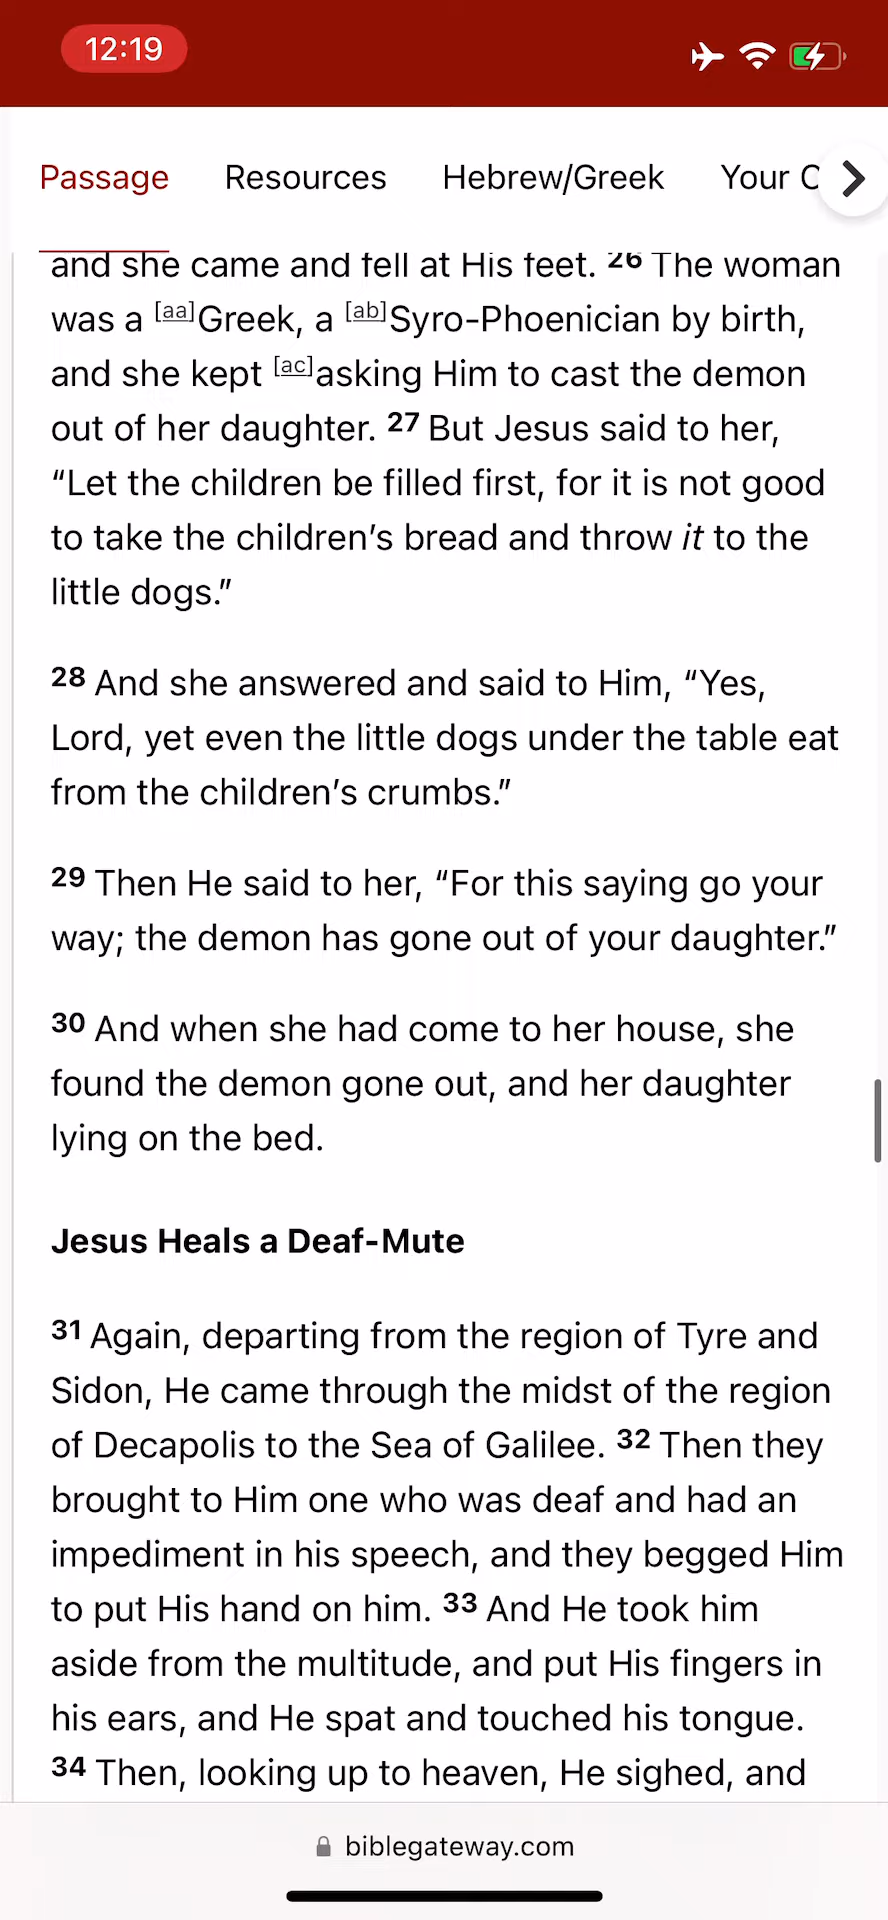 12:19
Passage Resources Hebrew/Greek Your C
and she came and fell at His feet. 26 The woman
was a [aa]Greek, a [ab]Syro-Phoenician by birth,
and she kept [ac]asking Him to cast the demon
out of her daughter. 27 But Jesus said to her,
“Let the children be filled first, for it is not good
to take the children’s bread and throw it to the
little dogs.”
28 And she answered and said to Him, “Yes,
Lord, yet even the little dogs under the table eat
from the children’s crumbs.”
29 Then He said to her, “For this saying go your
way; the demon has gone out of your daughter.”
30 And when she had come to her house, she
found the demon gone out, and her daughter
lying on the bed.
Jesus Heals a Deaf-Mute
31 Again, departing from the region of Tyre and
Sidon, He came through the midst of the region
of Decapolis to the Sea of Galilee. 32 Then they
brought to Him one who was deaf and had an
impediment in his speech, and they begged Him
to put His hand on him. 33 And He took him
aside from the multitude, and put His fingers in
his ears, and He spat and touched his tongue.
34 Then, looking up to heaven, He sighed, and
biblegateway.com